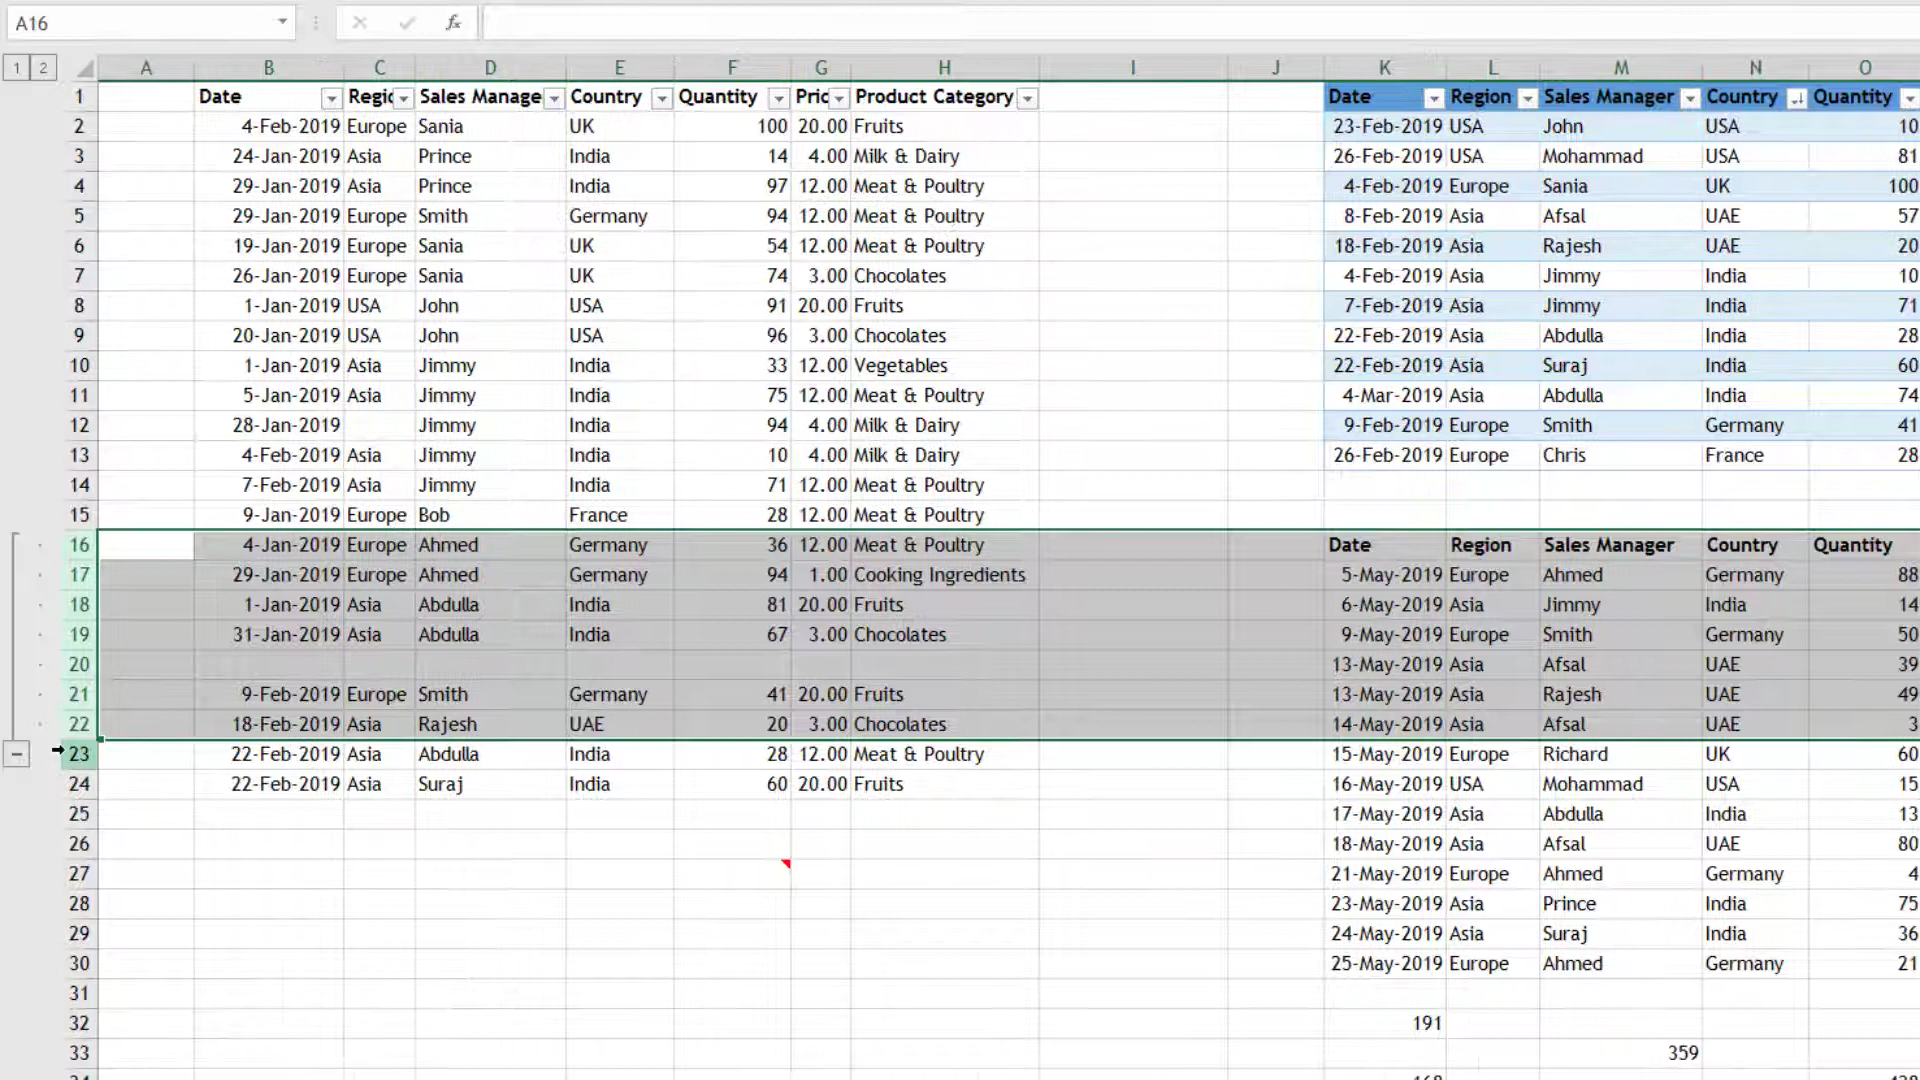 A16 fx
1 2 A B C D E F G H I J K L M N O
1 Date Regic Sales Manage Country Quantity Pric Product Category Date Region Sales Manager Country Quantity
2 4-Feb-2019 Europe Sania UK 100 20.00 Fruits 23-Feb-2019 USA John USA 10
3 24-Jan-2019 Asia Prince India 14 4.00 Milk & Dairy 26-Feb-2019 USA Mohammad USA 81
4 29-Jan-2019 Asia Prince India 97 12.00 Meat & Poultry 4-Feb-2019 Europe Sania UK 100
5 29-Jan-2019 Europe Smith Germany 94 12.00 Meat & Poultry 8-Feb-2019 Asia Afsal UAE 57
6 19-Jan-2019 Europe Sania UK 54 12.00 Meat & Poultry 18-Feb-2019 Asia Rajesh UAE 20
7 26-Jan-2019 Europe Sania UK 74 3.00 Chocolates 4-Feb-2019 Asia Jimmy India 10
8 1-Jan-2019 USA John USA 91 20.00 Fruits 7-Feb-2019 Asia Jimmy India 71
9 20-Jan-2019 USA John USA 96 3.00 Chocolates 22-Feb-2019 Asia Abdulla India 28
10 1-Jan-2019 Asia Jimmy India 33 12.00 Vegetables 22-Feb-2019 Asia Suraj India 60
11 5-Jan-2019 Asia Jimmy India 75 12.00 Meat & Poultry 4-Mar-2019 Asia Abdulla India 74
12 28-Jan-2019 Jimmy India 94 4.00 Milk & Dairy 9-Feb-2019 Europe Smith Germany 41
13 4-Feb-2019 Asia Jimmy India 10 4.00 Milk & Dairy 26-Feb-2019 Europe Chris France 28
14 7-Feb-2019 Asia Jimmy India 71 12.00 Meat & Poultry
15 9-Jan-2019 Europe Bob France 28 12.00 Meat & Poultry
16 4-Jan-2019 Europe Ahmed Germany 36 12.00 Meat & Poultry Date Region Sales Manager Country Quantity
17 29-Jan-2019 Europe Ahmed Germany 94 1.00 Cooking Ingredients 5-May-2019 Europe Ahmed Germany 88
18 1-Jan-2019 Asia Abdulla India 81 20.00 Fruits 6-May-2019 Asia Jimmy India 14
19 31-Jan-2019 Asia Abdulla India 67 3.00 Chocolates 9-May-2019 Europe Smith Germany 50
20 13-May-2019 Asia Afsal UAE 39
21 9-Feb-2019 Europe Smith Germany 41 20.00 Fruits 13-May-2019 Asia Rajesh UAE 49
22 18-Feb-2019 Asia Rajesh UAE 20 3.00 Chocolates 14-May-2019 Asia Afsal UAE 3
23 22-Feb-2019 Asia Abdulla India 28 12.00 Meat & Poultry 15-May-2019 Europe Richard UK 60
24 22-Feb-2019 Asia Suraj India 60 20.00 Fruits 16-May-2019 USA Mohammad USA 15
25 17-May-2019 Asia Abdulla India 13
26 18-May-2019 Asia Afsal UAE 80
27 21-May-2019 Europe Ahmed Germany 4
28 23-May-2019 Asia Prince India 75
29 24-May-2019 Asia Suraj India 36
30 25-May-2019 Europe Ahmed Germany 21
31
32 191
33 359